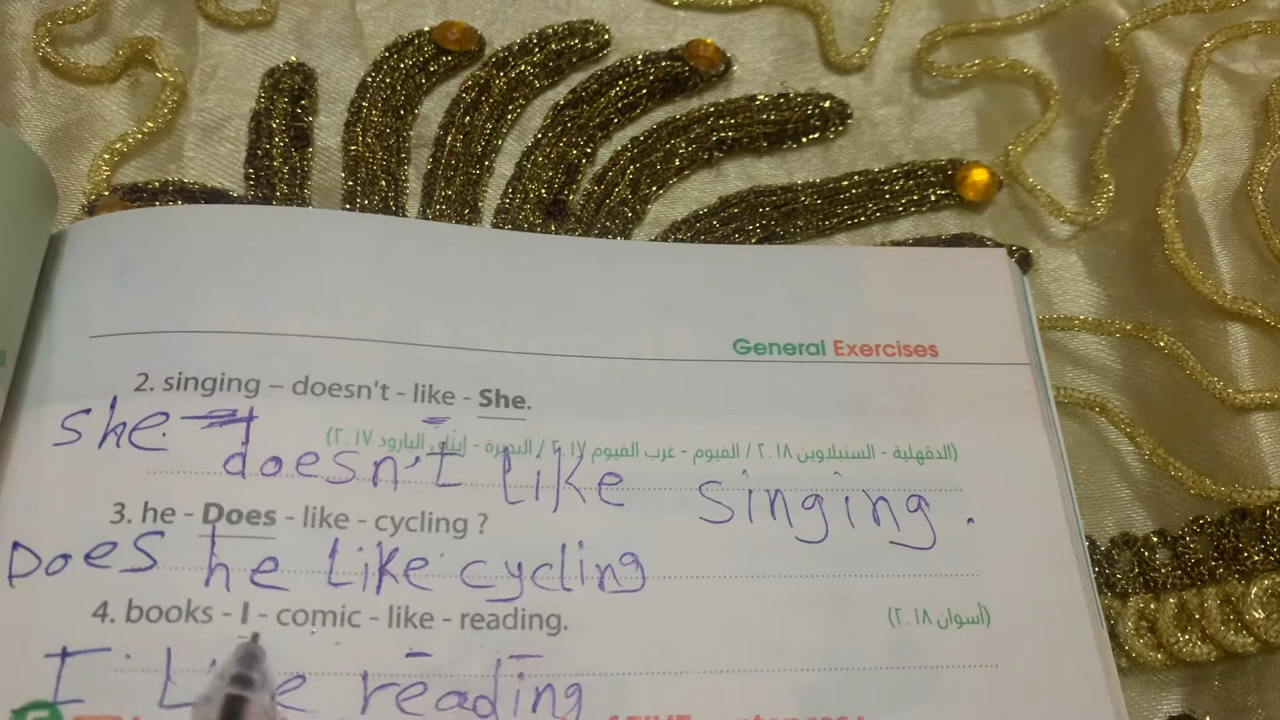 General Exercises
2. singing – doesn't - like - She.
she
(الدقهلية - السنبلاوين ٢٠١٨ / الفيوم - غرب الفيوم ٢٠١٧ / البحيرة - إيتاى البارود ٢٠١٧)
doesn't Like singing.
3. he - Does - like - cycling ?
Does he Like cycling
4. books - I - comic - like - reading.
(أسوان ٢٠١٨)
I reading